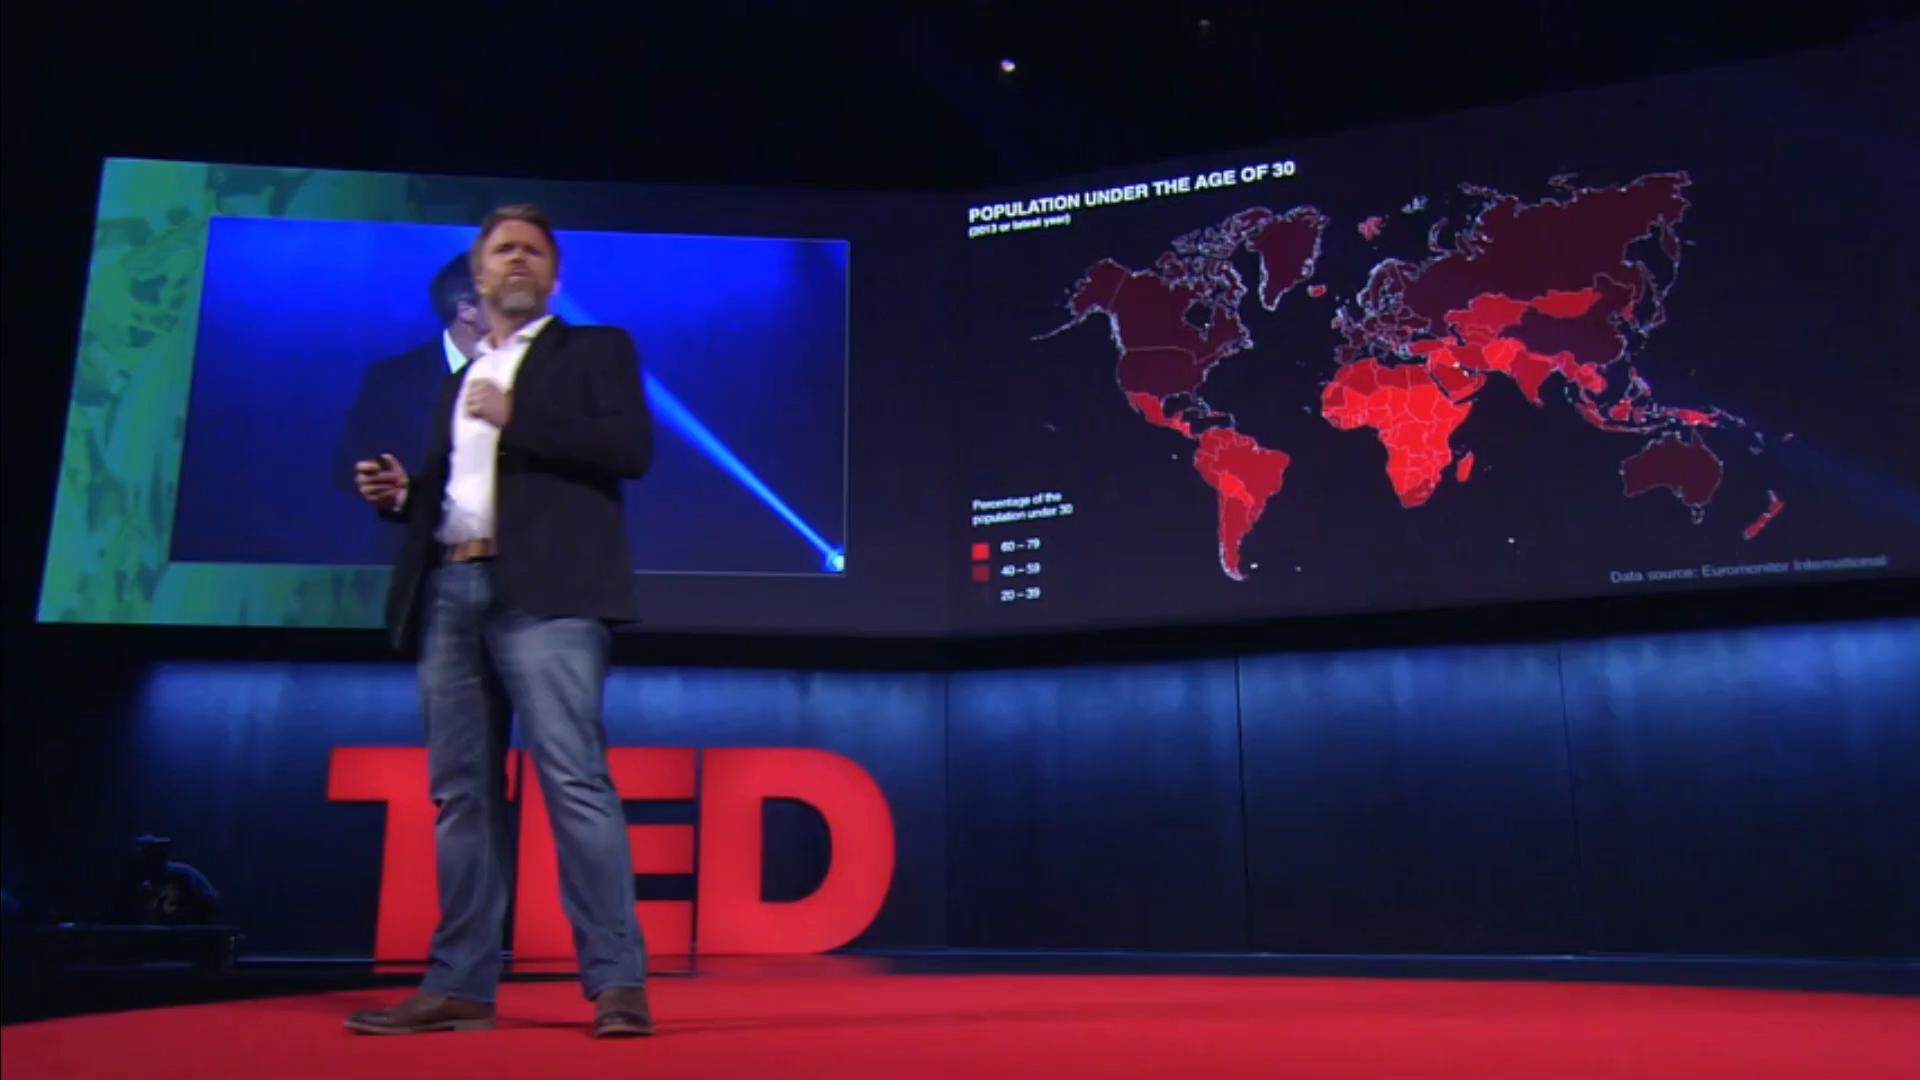 POPULATION UNDER THE AGE OF 30
(2013 or latest year)
Percentage of the
population under 30
60 – 79
40 – 59
20 – 39
Data source: Euromonitor International
TED